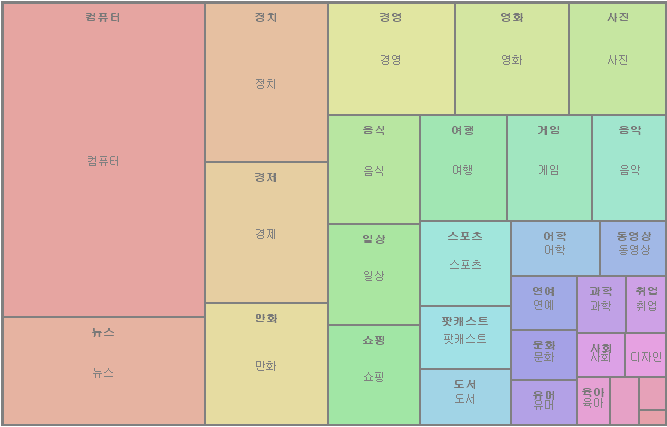 컴퓨터
컴퓨터
뉴스
뉴스
정치
정치
경제
경제
만화
만화
경영
경영
영화
영화
사진
사진
음식
음식
일상
일상
쇼핑
쇼핑
여행
여행
게임
게임
음악
음악
스포츠
스포츠
팟캐스트
팟캐스트
도서
도서
어학
어학
동영상
동영상
연예
연예
문화
문화
유머
유머
과학
과학
취업
취업
사회
사회
디자인
육아
육아